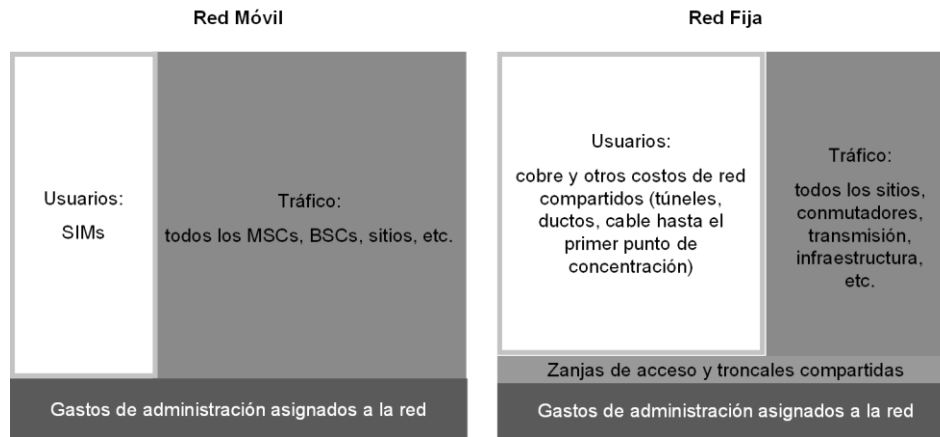 Red Móvil
Usuarios:
SIMs
Tráfico:
todos los MSCs, BSCs, sitios, etc.
Gastos de administración asignados a la red
Red Fija
Usuarios:
cobre y otros costos de red
compartidos (túneles,
ductos, cable hasta el
primer punto de
concentración)
Tráfico:
todos los sitios,
conmutadores,
transmisión,
infraestructura,
etc.
Zanjas de acceso y troncales compartidas
Gastos de administración asignados a la red